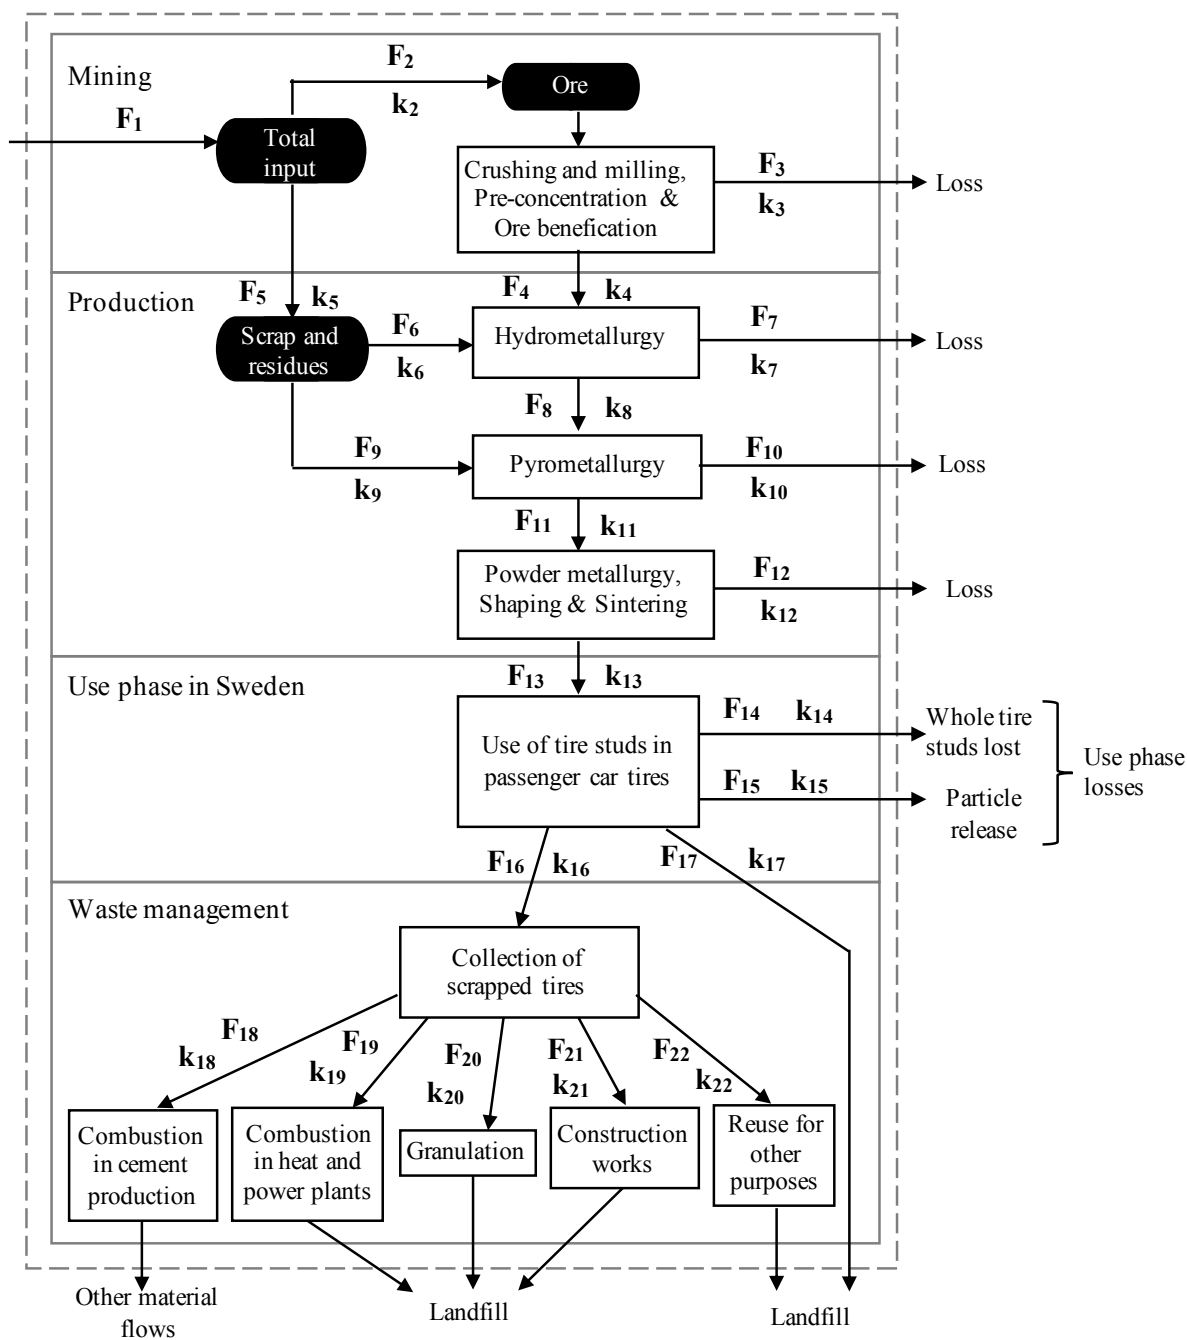 Mining
F2
k2
Ore
F1
Total
input
Crushing and milling,
Pre-concentration &
Ore benefication
F3
k3
Loss
Production
F5
k5
F4
k4
Scrap and
residues
F6
k6
Hydrometallurgy
F7
k7
Loss
F8
k8
F9
k9
Pyrometallurgy
F10
k10
Loss
F11
k11
Powder metallurgy,
Shaping & Sintering
F12
k12
Loss
Use phase in Sweden
F13
k13
Use of tire studs in
passenger car tires
F14
k14
Whole tire
studs lost
F15
k15
Particle
release
Use phase
losses
F16
k16
F17
k17
Waste management
Collection of
scrapped tires
F18
k18
F19
k19
F20
k20
F21
k21
F22
k22
Combustion
in cement
production
Combustion
in heat and
power plants
Granulation
Construction
works
Reuse for
other
purposes
Other material
flows
Landfill
Landfill